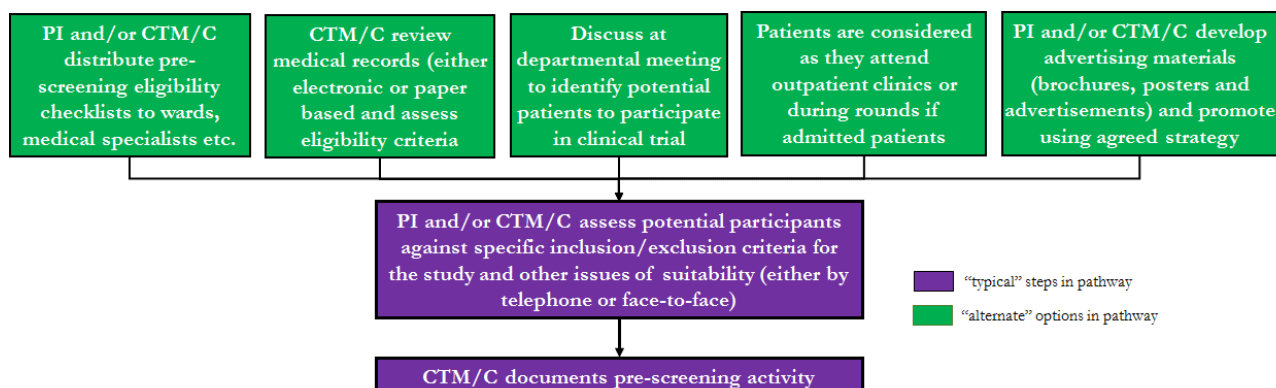 PI and/or CTM/C
distribute pre-
screening eligibility
checklists to wards,
medical specialists etc.
CTM/C review
medical records (either
electronic or paper
based and assess
eligibility criteria
Discuss at
departmental meeting
to identify potential
patients to participate
in clinical trial
Patients are considered
as they attend
outpatient clinics or
during rounds if
admitted patients
PI and/or CTM/C develop
advertising materials
(brochures, posters and
advertisements) and promote
using agreed strategy
PI and/or CTM/C assess potential participants
against specific inclusion/exclusion criteria for
the study and other issues of suitability (either by
telephone or face-to-face)
"typical" steps in pathway
"alternate" options in pathway
CTM/C documents pre-screening activity